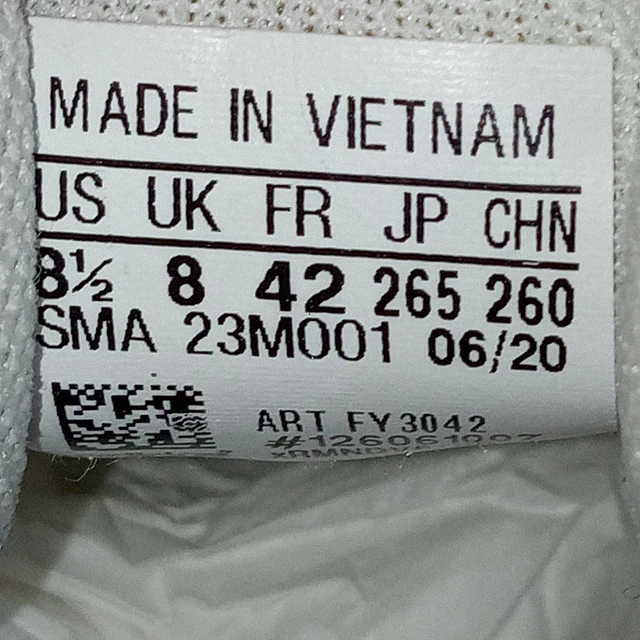 MADE IN VIETNAM
US UK FR JP CHN
8½ 8 42 265 260
SMA 23M001 06/20
ART FY3042